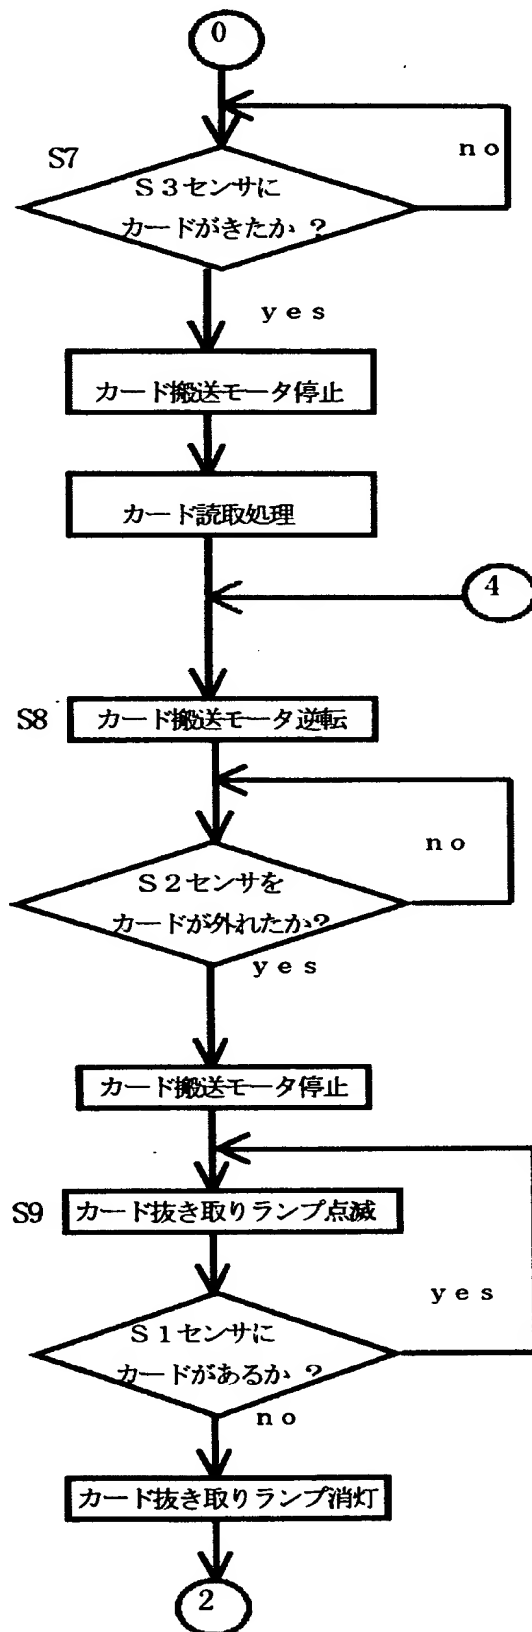 0
no
S7
S3センサに
カードがきたか ?
yes
カード搬送モータ停止
カード読取処理
4
S8
カード搬送モータ逆転
no
S2センサを
カードが外れたか?
yes
カード搬送モータ停止
S9
カード抜き取りランプ点滅
yes
S1センサに
カードがあるか ?
no
カード抜き取りランプ消灯
2